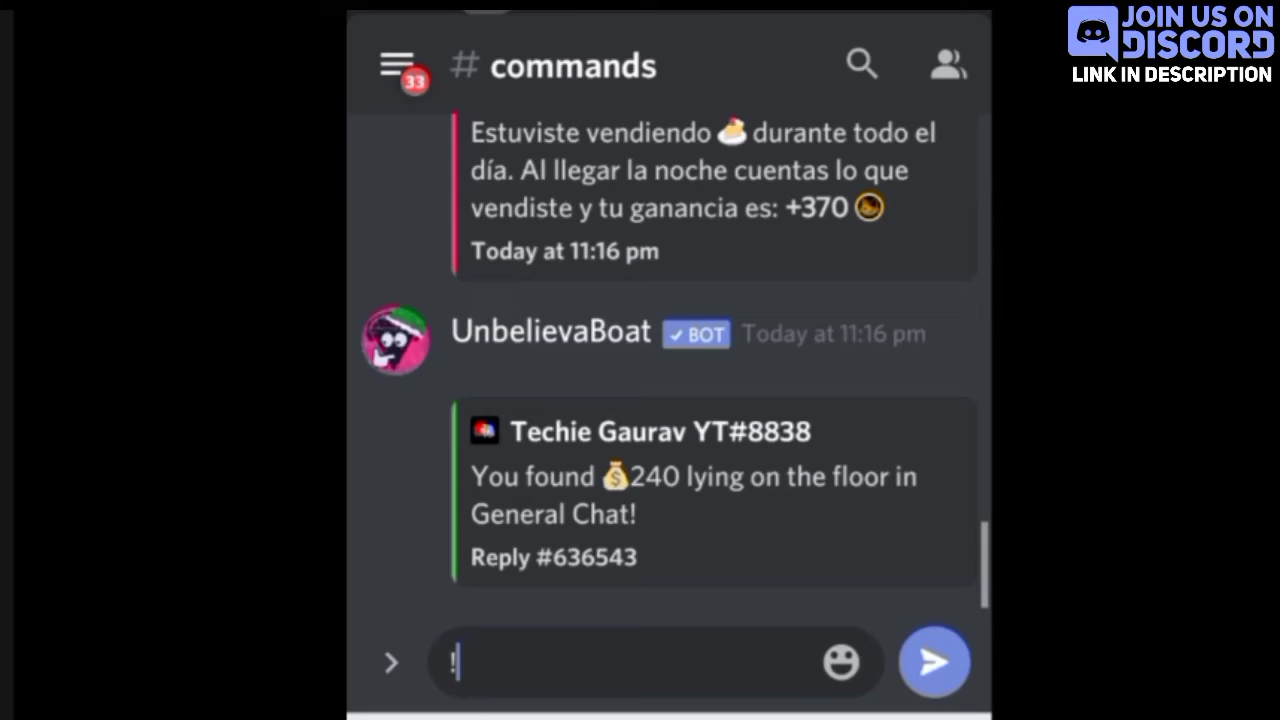 JOIN US ON
DISCORD
LINK IN DESCRIPTION
33
# commands
Estuviste vendiendo 🍰 durante todo el
día. Al llegar la noche cuentas lo que
vendiste y tu ganancia es: +370
Today at 11:16 pm
UnbelievaBoat ✓ BOT Today at 11:16 pm
Techie Gaurav YT#8838
You found 💰240 lying on the floor in
General Chat!
Reply #636543
!